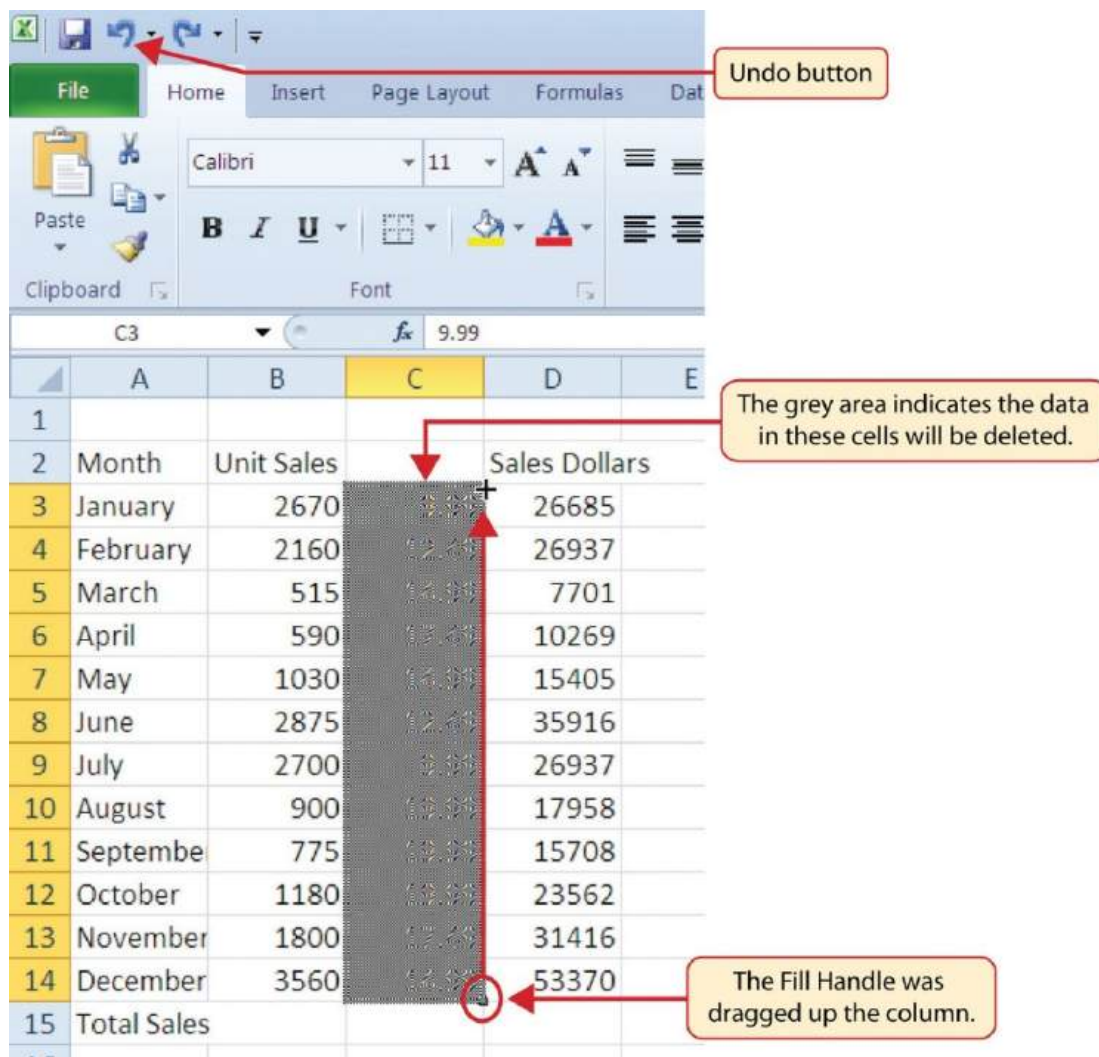 Undo button
File Home Insert Page Layout Formulas Dat
Calibri 11 A A
Paste
B I U A
Clipboard Font
C3 fx 9.99
A B C D E
1
2 Month Unit Sales Sales Dollars
The grey area indicates the data
in these cells will be deleted.
3 January 2670 26685
4 February 2160 26937
5 March 515 7701
6 April 590 10269
7 May 1030 15405
8 June 2875 35916
9 July 2700 26937
10 August 900 17958
11 Septembe 775 15708
12 October 1180 23562
13 November 1800 31416
14 December 3560 53370
The Fill Handle was
dragged up the column.
15 Total Sales